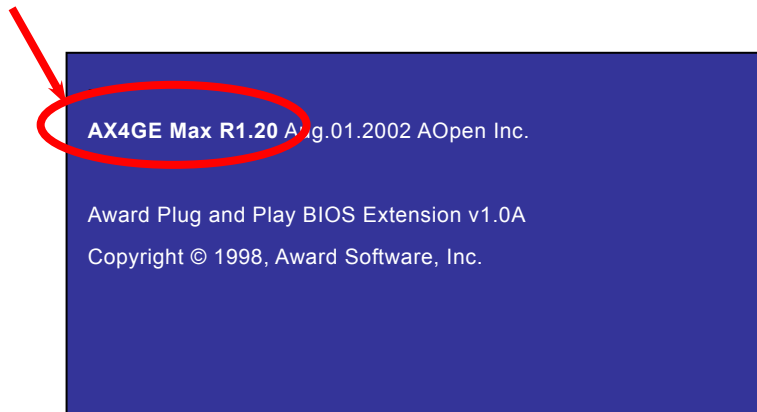 AX4GE Max R1.20 Aug.01.2002 AOpen Inc.
Award Plug and Play BIOS Extension v1.0A
Copyright © 1998, Award Software, Inc.